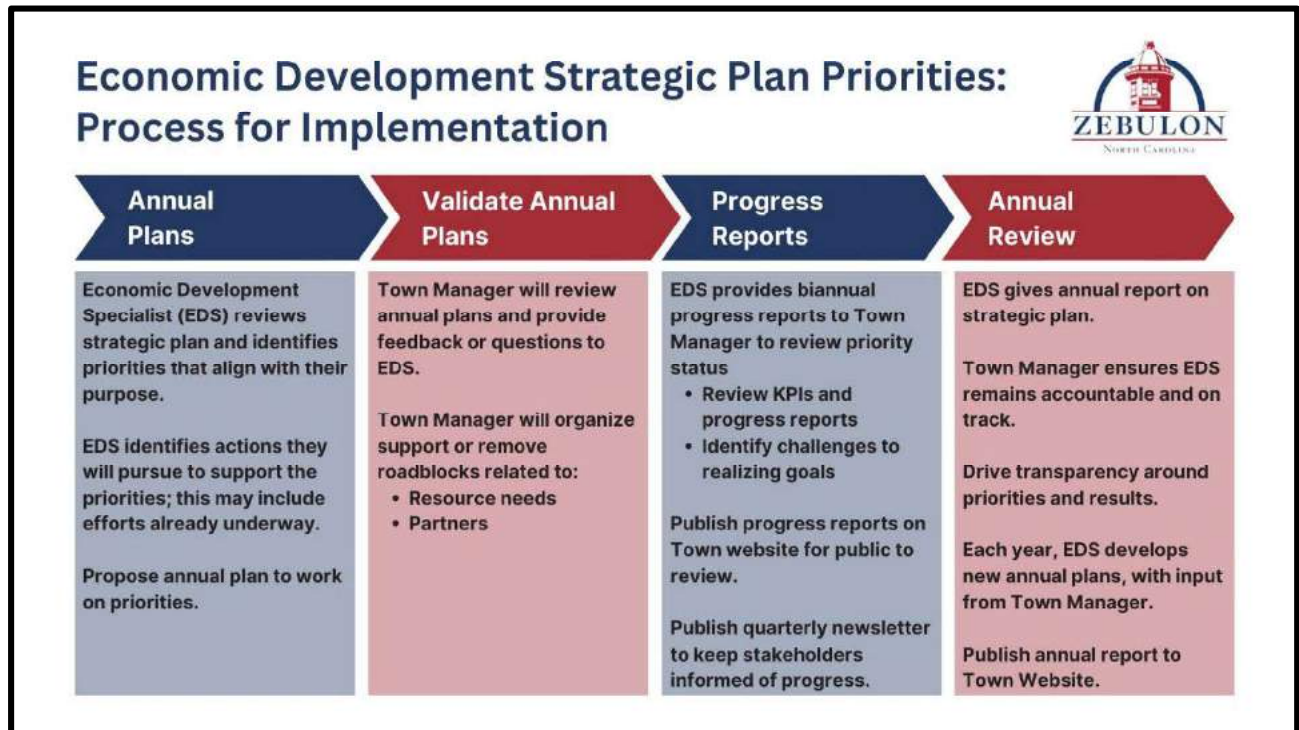 Economic Development Strategic Plan Priorities:
Process for Implementation
ZEBULON
NORTH CAROLINA
Annual
Plans
Economic Development
Specialist (EDS) reviews
strategic plan and identifies
priorities that align with their
purpose.
EDS identifies actions they
will pursue to support the
priorities; this may include
efforts already underway.
Propose annual plan to work
on priorities.
Validate Annual
Plans
Town Manager will review
annual plans and provide
feedback or questions to
EDS.
Town Manager will organize
support or remove
roadblocks related to:
• Resource needs
• Partners
Progress
Reports
EDS provides biannual
progress reports to Town
Manager to review priority
status
• Review KPIs and
progress reports
• Identify challenges to
realizing goals
Publish progress reports on
Town website for public to
review.
Publish quarterly newsletter
to keep stakeholders
informed of progress.
Annual
Review
EDS gives annual report on
strategic plan.
Town Manager ensures EDS
remains accountable and on
track.
Drive transparency around
priorities and results.
Each year, EDS develops
new annual plans, with input
from Town Manager.
Publish annual report to
Town Website.